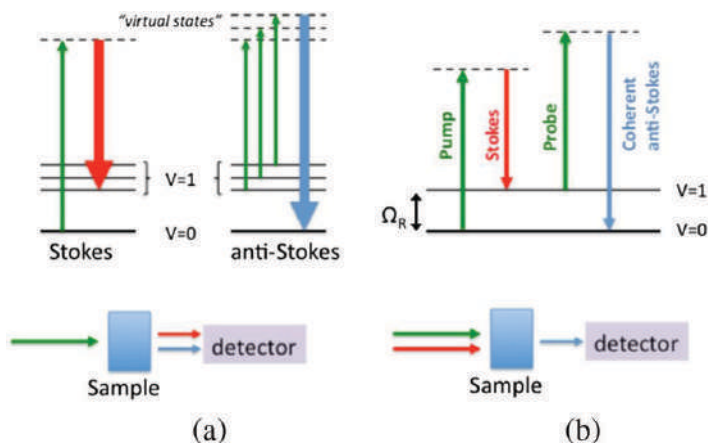 "virtual states"
V=1
V=0
Stokes
anti-Stokes
detector
Sample
(a)
Pump
Stokes
Probe
Coherent
anti-Stokes
V=1
Ω_R
V=0
detector
Sample
(b)